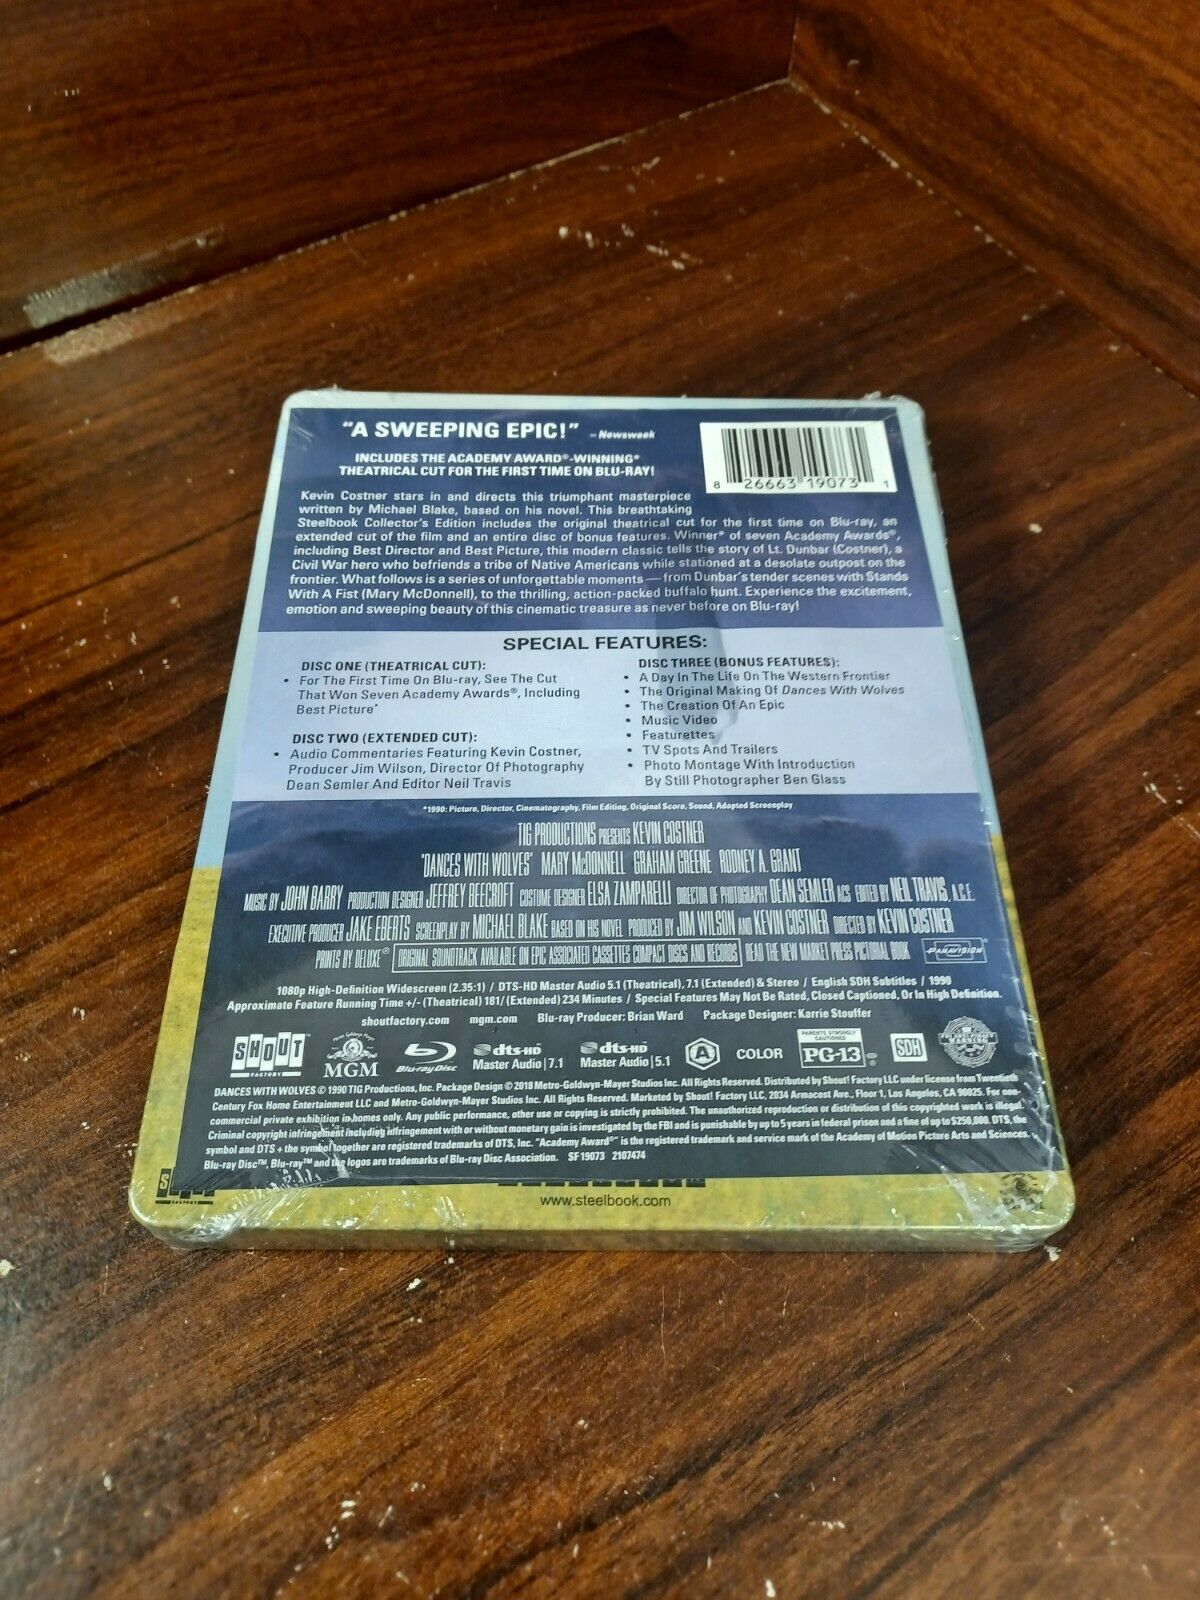 "A SWEEPING EPIC!" – Newsweek
INCLUDES THE ACADEMY AWARD®-WINNING*
THEATRICAL CUT FOR THE FIRST TIME ON BLU-RAY!
8 26663 19073 1
Kevin Costner stars in and directs this triumphant masterpiece
written by Michael Blake, based on his novel. This breathtaking
Steelbook Collector's Edition includes the original theatrical cut for the first time on Blu-ray, an
extended cut of the film and an entire disc of bonus features. Winner* of seven Academy Awards®,
including Best Director and Best Picture, this modern classic tells the story of Lt. Dunbar (Costner), a
Civil War hero who befriends a tribe of Native Americans while stationed at a desolate outpost on the
frontier. What follows is a series of unforgettable moments — from Dunbar's tender scenes with Stands
With A Fist (Mary McDonnell), to the thrilling, action-packed buffalo hunt. Experience the excitement,
emotion and sweeping beauty of this cinematic treasure as never before on Blu-ray!
SPECIAL FEATURES:
DISC ONE (THEATRICAL CUT):
• For The First Time On Blu-ray, See The Cut
That Won Seven Academy Awards®, Including
Best Picture*
DISC TWO (EXTENDED CUT):
• Audio Commentaries Featuring Kevin Costner,
Producer Jim Wilson, Director Of Photography
Dean Semler And Editor Neil Travis
DISC THREE (BONUS FEATURES):
• A Day In The Life On The Western Frontier
• The Original Making Of Dances With Wolves
• The Creation Of An Epic
• Music Video
• Featurettes
• TV Spots And Trailers
• Photo Montage With Introduction
By Still Photographer Ben Glass
*1990: Picture, Director, Cinematography, Film Editing, Original Score, Sound, Adapted Screenplay
TIG PRODUCTIONS PRESENTS KEVIN COSTNER
"DANCES WITH WOLVES" MARY McDONNELL GRAHAM GREENE RODNEY A. GRANT
MUSIC BY JOHN BARRY PRODUCTION DESIGNER JEFFREY BEECROFT COSTUME DESIGNER ELSA ZAMPARELLI DIRECTOR OF PHOTOGRAPHY DEAN SEMLER ACS EDITED BY NEIL TRAVIS, A.C.E.
EXECUTIVE PRODUCER JAKE EBERTS SCREENPLAY BY MICHAEL BLAKE BASED ON HIS NOVEL PRODUCED BY JIM WILSON AND KEVIN COSTNER DIRECTED BY KEVIN COSTNER
PRINTS BY DELUXE® ORIGINAL SOUNDTRACK AVAILABLE ON EPIC ASSOCIATED CASSETTES COMPACT DISCS AND RECORDS READ THE NEW MARKET PRESS PICTORIAL BOOK PANAVISION®
1080p High-Definition Widescreen (2.35:1) / DTS-HD Master Audio 5.1 (Theatrical), 7.1 (Extended) & Stereo / English SDH Subtitles / 1990
Approximate Feature Running Time +/- (Theatrical) 181/ (Extended) 234 Minutes / Special Features May Not Be Rated, Closed Captioned, Or In High Definition.
shoutfactory.com mgm.com Blu-ray Producer: Brian Ward Package Designer: Karrie Stouffer
SHOUT FACTORY MGM Blu-ray Disc dts-HD Master Audio | 7.1 dts-HD Master Audio | 5.1 A COLOR PARENTS STRONGLY CAUTIONED PG-13 SDH
DANCES WITH WOLVES © 1990 TIG Productions, Inc. Package Design © 2018 Metro-Goldwyn-Mayer Studios Inc. All Rights Reserved. Distributed by Shout! Factory LLC under license from Twentieth
Century Fox Home Entertainment LLC and Metro-Goldwyn-Mayer Studios Inc. All Rights Reserved. Marketed by Shout! Factory LLC, 2034 Armacost Ave., Floor 1, Los Angeles, CA 90025. For non-
commercial private exhibition in homes only. Any public performance, other use or copying is strictly prohibited. The unauthorized reproduction or distribution of this copyrighted work is illegal.
Criminal copyright infringement including infringement with or without monetary gain is investigated by the FBI and is punishable by up to 5 years in federal prison and a fine of up to $250,000. DTS, the
symbol and DTS + the symbol together are registered trademarks of DTS, Inc. "Academy Award" is the registered trademark and service mark of the Academy of Motion Picture Arts and Sciences.
Blu-ray Disc™, Blu-ray™ and the logos are trademarks of Blu-ray Disc Association. SF 19073 2107474
www.steelbook.com